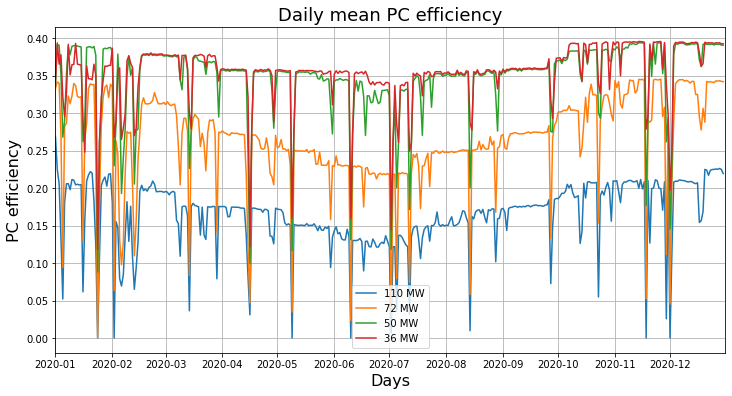 Daily mean PC efficiency
PC efficiency
0.40
0.35
0.30
0.25
0.20
0.15
0.10
0.05
0.00
110 MW
72 MW
50 MW
36 MW
2020-01 2020-02 2020-03 2020-04 2020-05 2020-06 2020-07 2020-08 2020-09 2020-10 2020-11 2020-12
Days